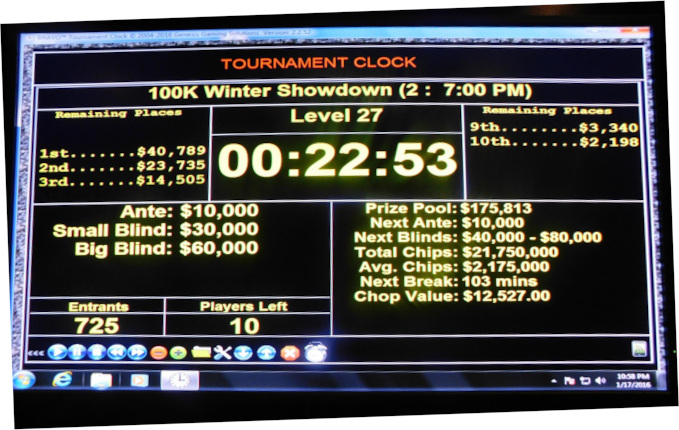 TOURNAMENT CLOCK
100K Winter Showdown (2 : 7:00 PM)
Remaining Places
1st.......$40,789
2nd.......$23,735
3rd.......$14,505
Level 27
00:22:53
Remaining Places
9th........$3,340
10th.......$2,198
Ante: $10,000
Small Blind: $30,000
Big Blind: $60,000
Prize Pool: $175,813
Next Ante: $10,000
Next Blinds: $40,000 - $80,000
Total Chips: $21,750,000
Avg. Chips: $2,175,000
Next Break: 103 mins
Chop Value: $12,527.00
Entrants
725
Players Left
10
<<<
10:58 PM
1/17/2016